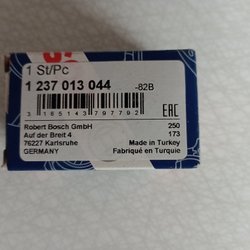 1 St/Pc
1 237 013 044 -82B
3 165143 797792
EAC
Robert Bosch GmbH 250
Auf der Breit 4 173
76227 Karlsruhe Made in Turkey
GERMANY Fabriqué en Turquie